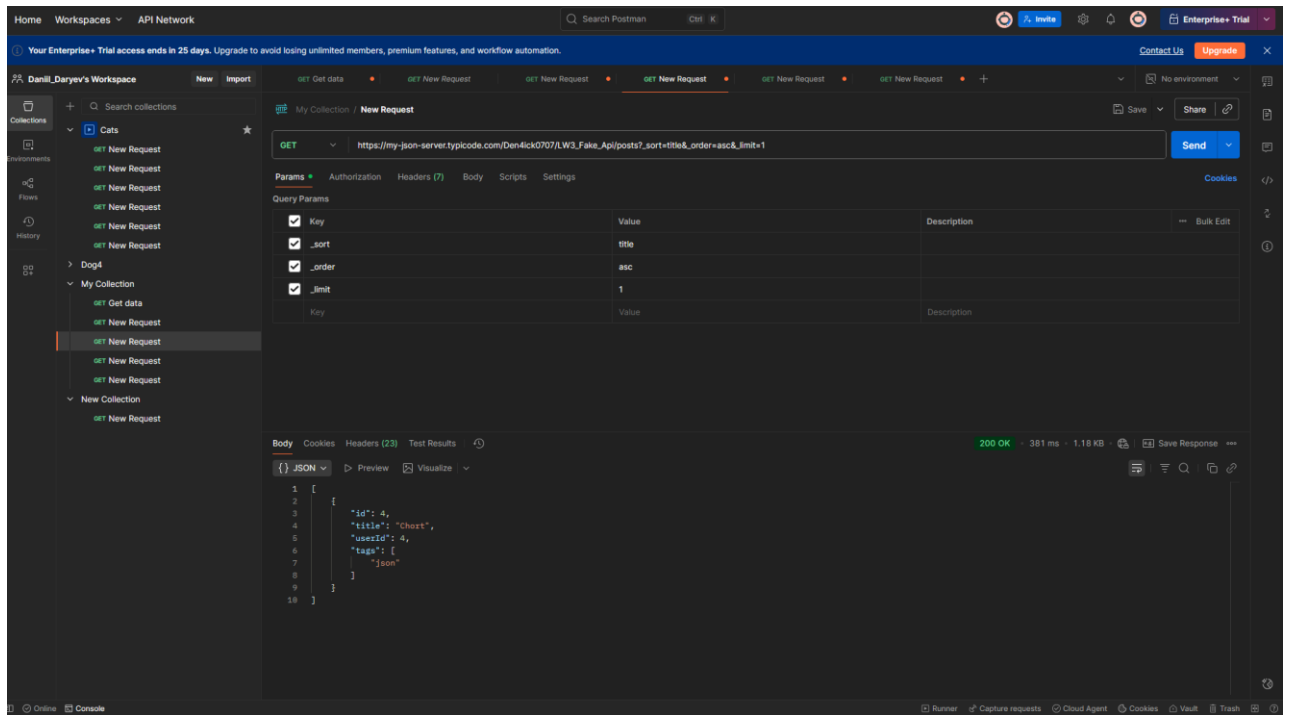 Home Workspaces API Network Search Postman Ctrl K Invite Enterprise+ Trial
Your Enterprise+ Trial access ends in 25 days. Upgrade to avoid losing unlimited members, premium features, and workflow automation. Contact Us Upgrade
Daniil_Daryev's Workspace New Import GET Get data GET New Request GET New Request GET New Request GET New Request GET New Request No environment
Collections Search collections My Collection / New Request Save Share
Cats
GET New Request GET https://my-json-server.typicode.com/Den4ick0707/LW3_Fake_Api/posts?_sort=title&_order=asc&_limit=1 Send
Environments
GET New Request Params Authorization Headers (7) Body Scripts Settings Cookies
GET New Request
Flows Query Params
GET New Request
GET New Request Key Value Description Bulk Edit
History
GET New Request _sort title
Dog4 _order asc
My Collection _limit 1
GET Get data Key Value Description
GET New Request
GET New Request
GET New Request
GET New Request
New Collection
GET New Request
Body Cookies Headers (23) Test Results 200 OK 381 ms 1.18 KB Save Response
{} JSON Preview Visualize
1 [
2 {
3 "id": 4,
4 "title": "Chort",
5 "userId": 4,
6 "tags": [
7 "json"
8 ]
9 }
10 ]
Online Console Runner Capture requests Cloud Agent Cookies Vault Trash